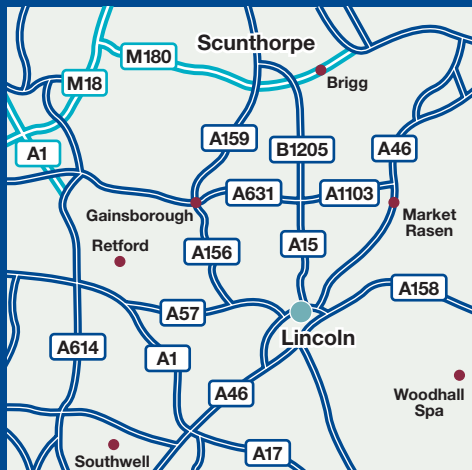 Scunthorpe
M180
Brigg
M18
A1
A159
B1205
A46
A631
A1103
Gainsborough
Market
Rasen
Retford
A156
A15
A158
A57
Lincoln
A614
A1
A46
Woodhall
Spa
Southwell
A17